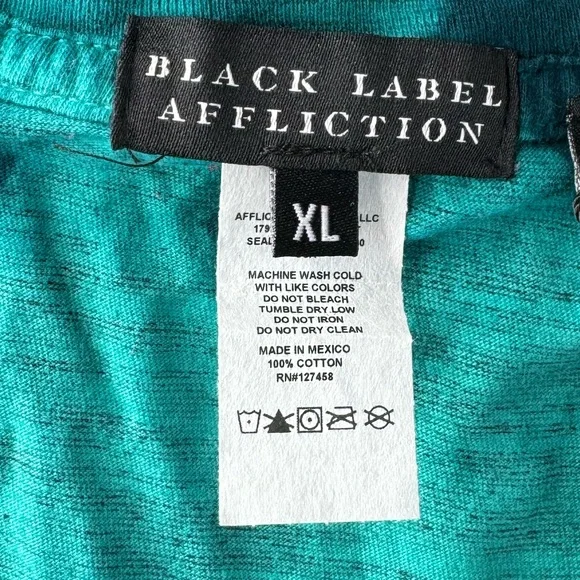 BLACK LABEL
AFFLICTION
XL
LLC
MACHINE WASH COLD
WITH LIKE COLORS
DO NOT BLEACH
TUMBLE DRY LOW
DO NOT IRON
DO NOT DRY CLEAN
MADE IN MEXICO
100% COTTON
RN#127458